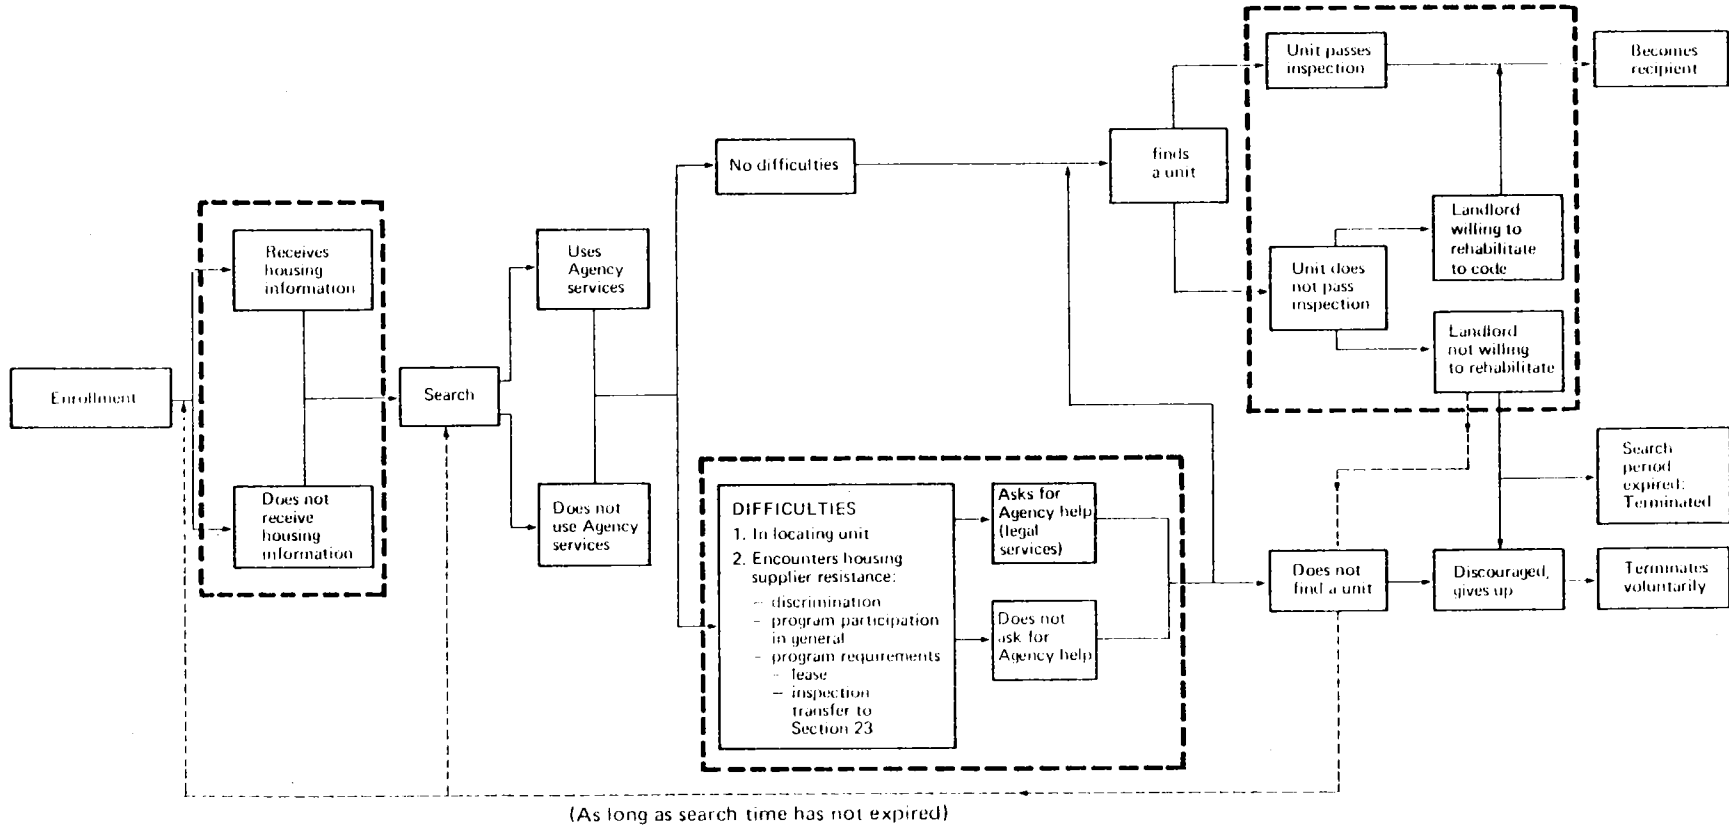 Enrollment
Receives
housing
information
Does not
receive
housing
information
Search
Uses
Agency
services
Does not
use Agency
services
No difficulties
DIFFICULTIES
1. In locating unit
2. Encounters housing
supplier resistance:
– discrimination
– program participation
in general
– program requirements
– lease
– inspection
transfer to
Section 23
Asks for
Agency help
(legal
services)
Does not
ask for
Agency help
finds
a unit
Unit passes
inspection
Unit does
not pass
inspection
Landlord
willing to
rehabilitate
to code
Landlord
not willing
to rehabilitate
Becomes
recipient
Search
period
expired:
Terminated
Does not
find a unit
Discouraged,
gives up
Terminates
voluntarily
(As long as search time has not expired)